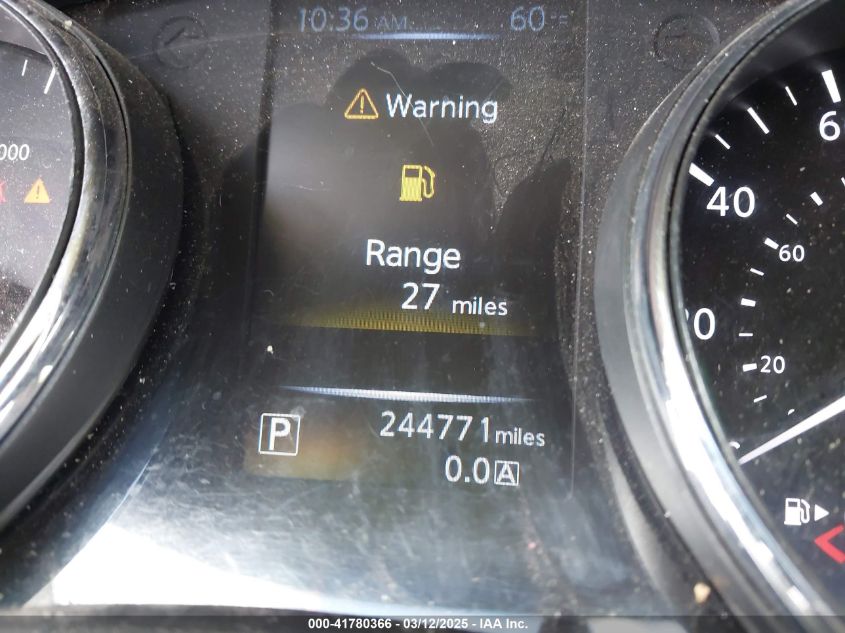 10:36 AM 60°F
Warning
000
40
60
Range
27 miles
20
P 244771 miles
0.0 A
000-41780366 - 03/12/2025 - IAA Inc.